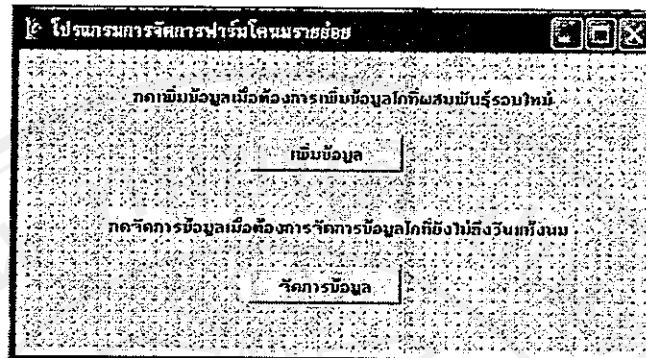 โปรแกรมการจัดการฟาร์มโคนมรายย่อย
กดเพิ่มข้อมูลเมื่อต้องการเพิ่มข้อมูลโคที่ผสมพันธุ์รอบใหม่
เพิ่มข้อมูล
กดจัดการข้อมูลเมื่อต้องการจัดการข้อมูลโคที่ยังไม่ถึงวันแห้งนม
จัดการข้อมูล